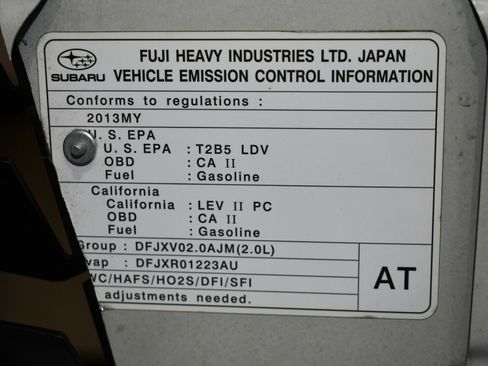 FUJI HEAVY INDUSTRIES LTD. JAPAN
SUBARU VEHICLE EMISSION CONTROL INFORMATION
Conforms to regulations :
2013MY
U. S. EPA
U. S. EPA : T2B5 LDV
OBD : CA II
Fuel : Gasoline
California
California : LEV II PC
OBD : CA II
Fuel : Gasoline
Group : DFJXV02.0AJM(2.0L)
: DFJXR01223AU
/HAFS/HO2S/DFI/SFI
adjustments needed.
AT